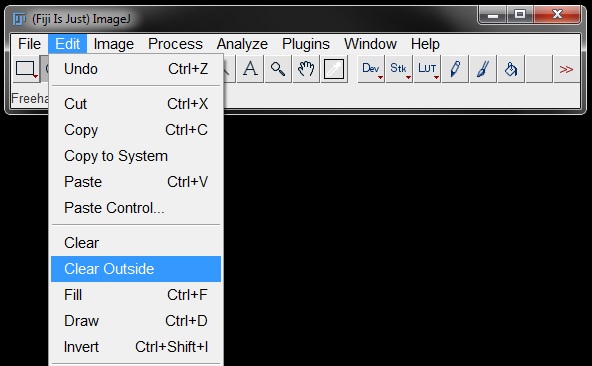 (Fiji Is Just) ImageJ
File Edit Image Process Analyze Plugins Window Help
A Dev Stk LUT >>
Freeha
Undo Ctrl+Z
Cut Ctrl+X
Copy Ctrl+C
Copy to System
Paste Ctrl+V
Paste Control...
Clear
Clear Outside
Fill Ctrl+F
Draw Ctrl+D
Invert Ctrl+Shift+I